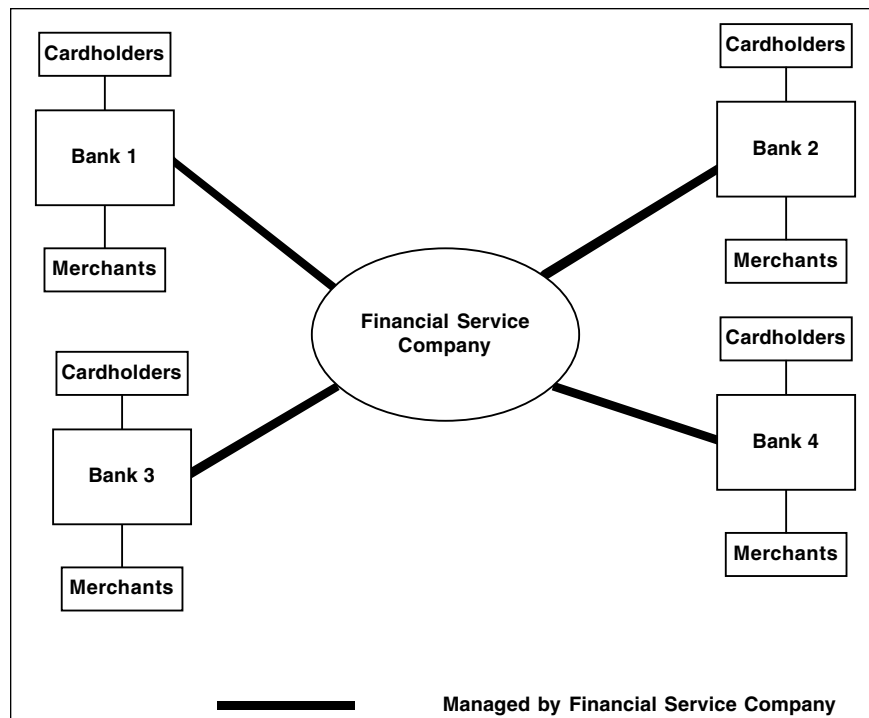 Cardholders
Bank 1
Merchants
Cardholders
Bank 2
Merchants
Financial Service
Company
Cardholders
Bank 3
Merchants
Cardholders
Bank 4
Merchants
Managed by Financial Service Company